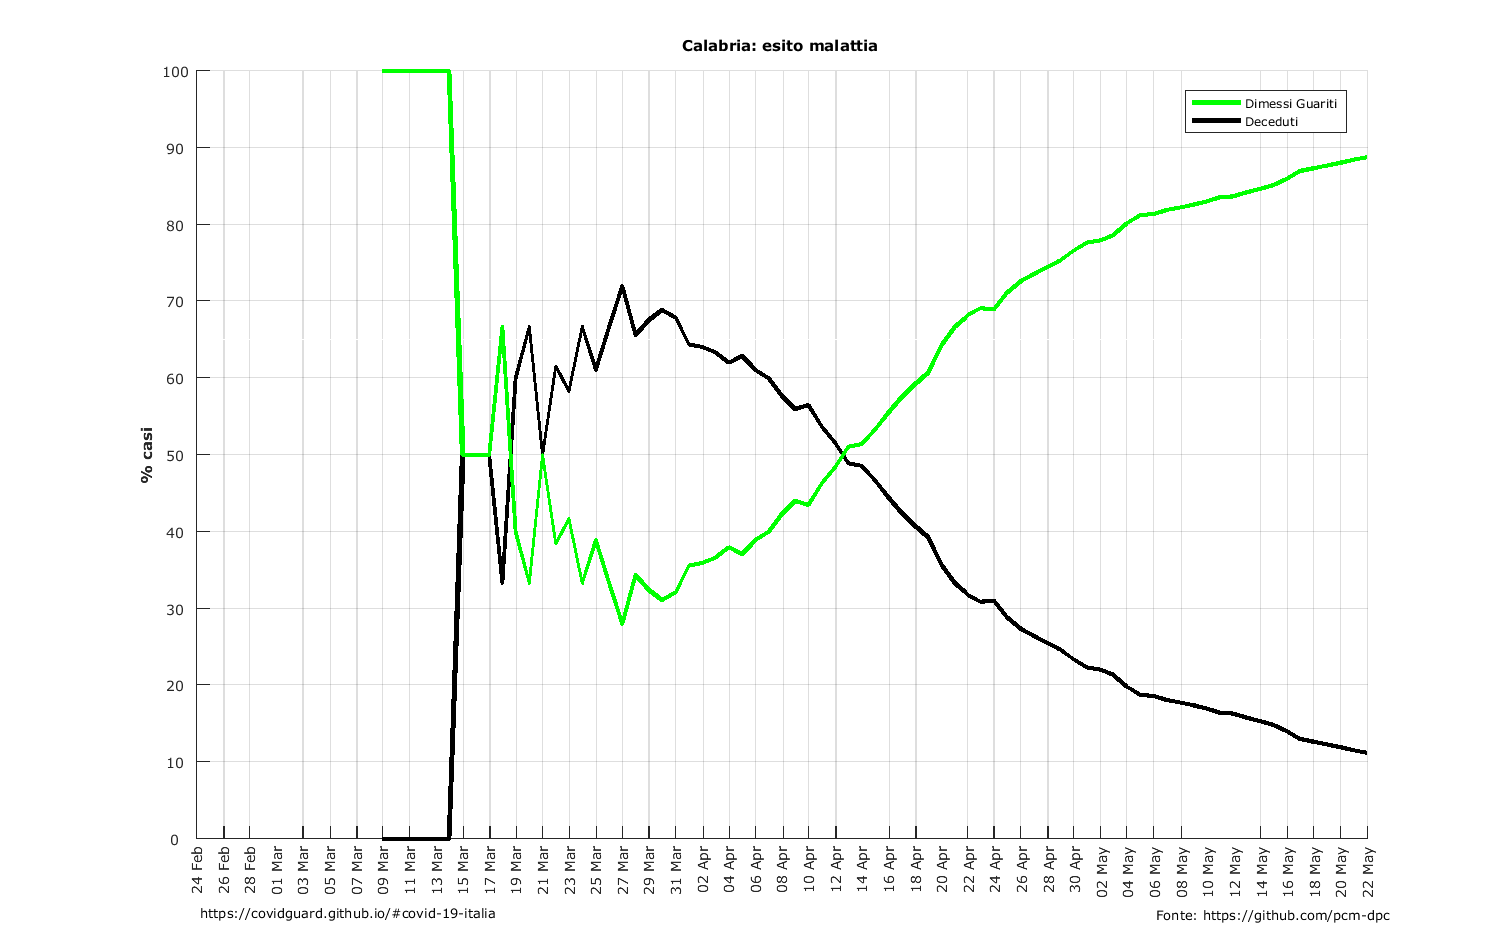 Calabria: esito malattia
100
90
80
70
60
50
40
30
20
10
0
% casi
Dimessi Guariti
Deceduti
24 Feb
26 Feb
28 Feb
01 Mar
03 Mar
05 Mar
07 Mar
09 Mar
11 Mar
13 Mar
15 Mar
17 Mar
19 Mar
21 Mar
23 Mar
25 Mar
27 Mar
29 Mar
31 Mar
02 Apr
04 Apr
06 Apr
08 Apr
10 Apr
12 Apr
14 Apr
16 Apr
18 Apr
20 Apr
22 Apr
24 Apr
26 Apr
28 Apr
30 Apr
02 May
04 May
06 May
08 May
10 May
12 May
14 May
16 May
18 May
20 May
22 May
https://covidguard.github.io/#covid-19-italia
Fonte: https://github.com/pcm-dpc